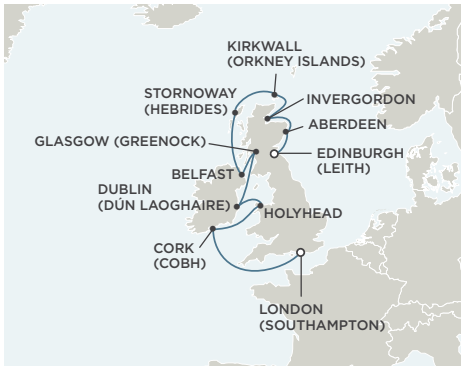 KIRKWALL
(ORKNEY ISLANDS)
STORNOWAY
(HEBRIDES)
INVERGORDON
ABERDEEN
GLASGOW (GREENOCK)
EDINBURGH
(LEITH)
BELFAST
DUBLIN
(DÚN LAOGHAIRE)
HOLYHEAD
CORK
(COBH)
LONDON
(SOUTHAMPTON)